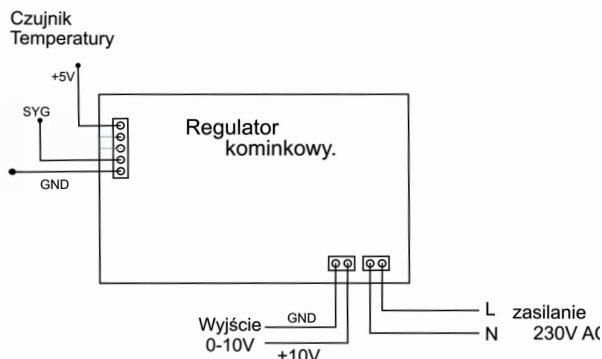 Czujnik
Temperatury
+5V
SYG
GND
Regulator
kominkowy.
Wyjście
0-10V
GND
+10V
L
N
zasilanie
230V AC